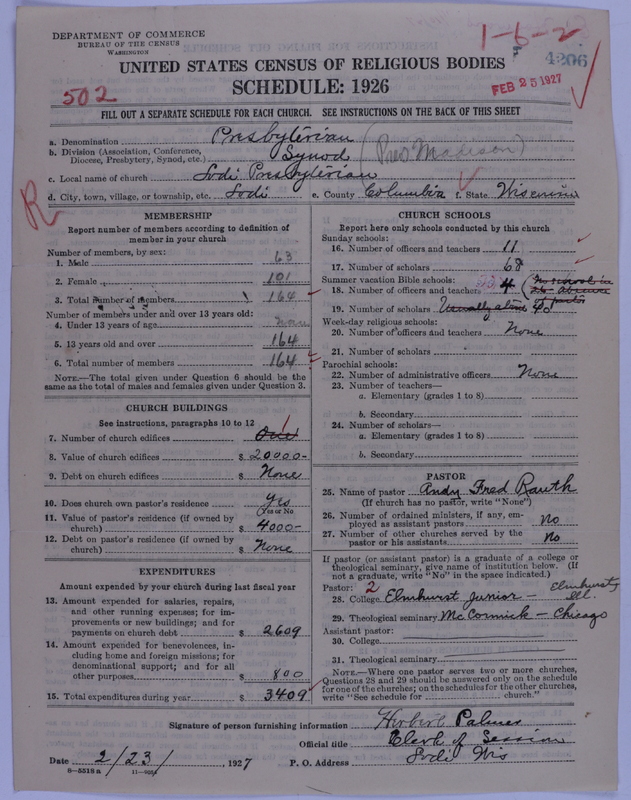 DEPARTMENT OF COMMERCE
BUREAU OF THE CENSUS
WASHINGTON
1-6-2
4206
UNITED STATES CENSUS OF RELIGIOUS BODIES
SCHEDULE: 1926
FEB 25 1927
502
FILL OUT A SEPARATE SCHEDULE FOR EACH CHURCH. SEE INSTRUCTIONS ON THE BACK OF THIS SHEET
a. Denomination Presbyterian
b. Division (Association, Conference, Diocese, Presbytery, Synod, etc.) Synod (Pres. Madison)
c. Local name of church Lodi Presbyterian
d. City, town, village, or township, etc. Lodi e. County Columbia f. State Wisconsin
R
MEMBERSHIP
Report number of members according to definition of
member in your church
Number of members, by sex:
1. Male 63
2. Female 101
3. Total number of members 164
Number of members under and over 13 years old:
4. Under 13 years of age None
5. 13 years old and over 164
6. Total number of members 164
NOTE.—The total given under Question 6 should be the
same as the total of males and females given under Question 3.
CHURCH BUILDINGS
See instructions, paragraphs 10 to 12
7. Number of church edifices One 1
8. Value of church edifices $ 20000-
9. Debt on church edifices $ None
10. Does church own pastor's residence Yes
(Yes or No)
11. Value of pastor's residence (if owned by
church) $ 4000-
12. Debt on pastor's residence (if owned by
church) $ None
EXPENDITURES
Amount expended by your church during last fiscal year
13. Amount expended for salaries, repairs,
and other running expenses; for im-
provements or new buildings; and for
payments on church debt $ 2609
14. Amount expended for benevolences, in-
cluding home and foreign missions; for
denominational support; and for all
other purposes $ 800
15. Total expenditures during year $ 3409
CHURCH SCHOOLS
Report here only schools conducted by this church
Sunday schools:
16. Number of officers and teachers 11
17. Number of scholars 68
Summer vacation Bible schools:
18. Number of officers and teachers 4 (No school in
absence
19. Number of scholars Usually about 40 of pastor
Week-day religious schools:
20. Number of officers and teachers None
21. Number of scholars
Parochial schools:
22. Number of administrative officers None
23. Number of teachers—
a. Elementary (grades 1 to 8)
b. Secondary
24. Number of scholars—
a. Elementary (grades 1 to 8)
b. Secondary
PASTOR
25. Name of pastor Andy Fred Rauth
(If church has no pastor, write "None")
26. Number of ordained ministers, if any, em-
ployed as assistant pastors No
27. Number of other churches served by the
pastor or his assistants No
If pastor (or assistant pastor) is a graduate of a college or
theological seminary, give name of institution below. (If
not a graduate, write "No" in the space indicated.)
Pastor: 2
28. College Elmhurst Junior - Elmhurst, Ill.
29. Theological seminary McCormick - Chicago
Assistant pastor:
30. College
31. Theological seminary
NOTE.—Where one pastor serves two or more churches,
Questions 28 and 29 should be answered only on the schedule
for one of the churches; on the schedules for the other churches,
write "See schedule for church."
Signature of person furnishing information Herbert Palmer
Official title Clerk of Session
Date 2/23/ 1927 P. O. Address Lodi Wis
8—5518a